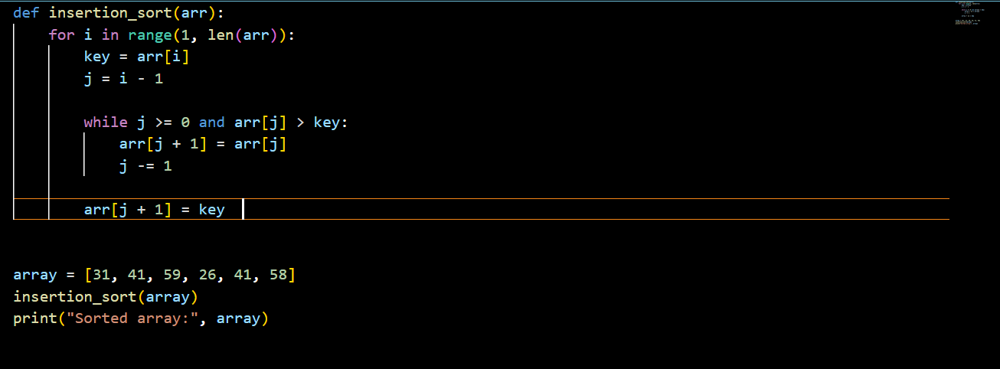 def insertion_sort(arr):
    for i in range(1, len(arr)):
        key = arr[i]
        j = i - 1

        while j >= 0 and arr[j] > key:
            arr[j + 1] = arr[j]
            j -= 1

        arr[j + 1] = key


array = [31, 41, 59, 26, 41, 58]
insertion_sort(array)
print("Sorted array:", array)